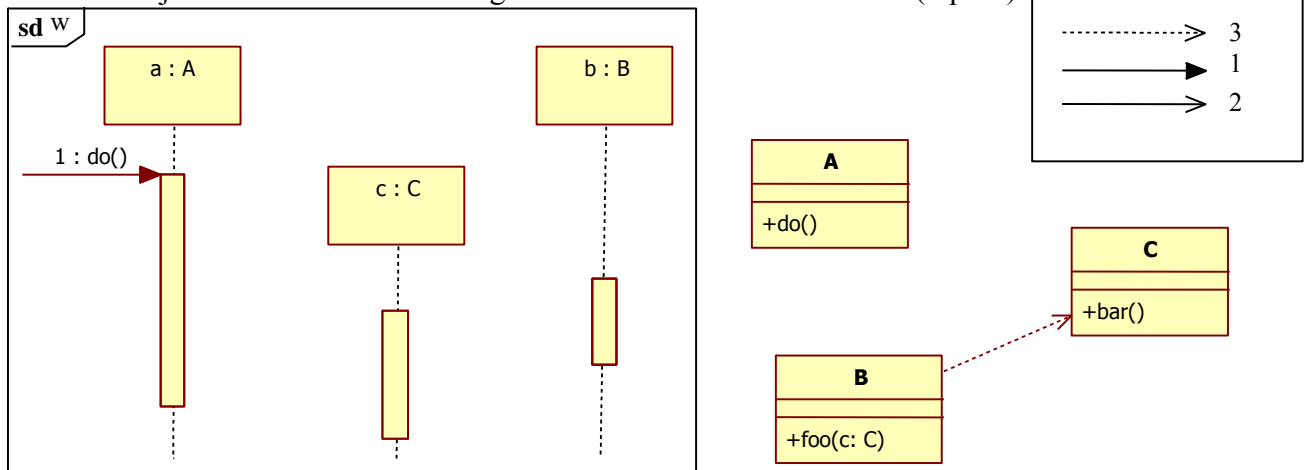 sd W
a : A
b : B
1 : do()
c : C
3
1
2
A
+do()
C
+bar()
B
+foo(c: C)